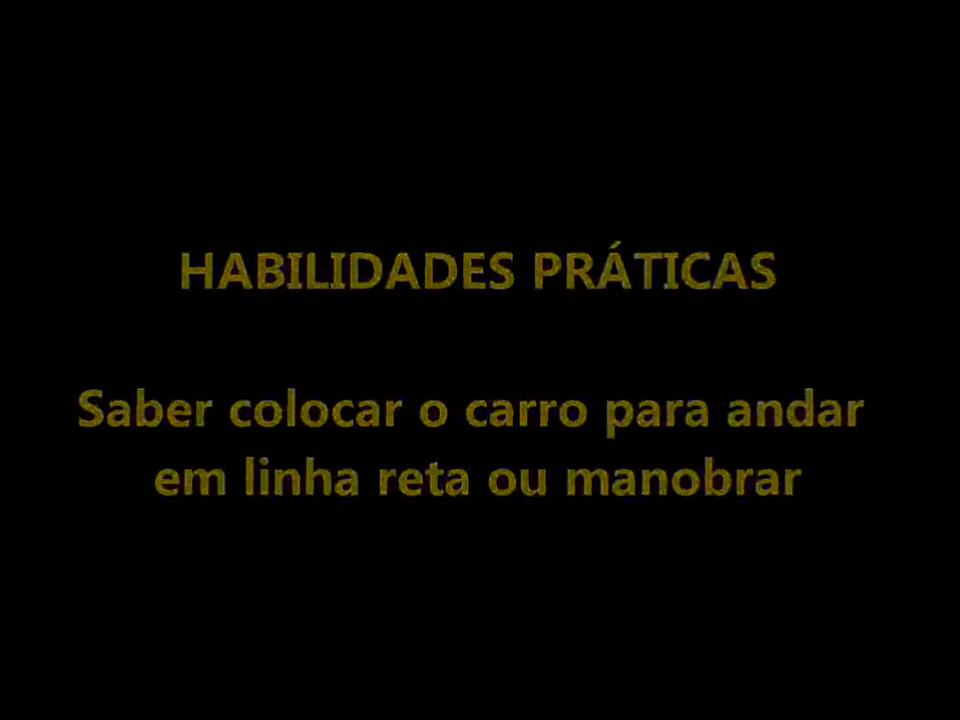 HABILIDADES PRÁTICAS
Saber colocar o carro para andar
em linha reta ou manobrar